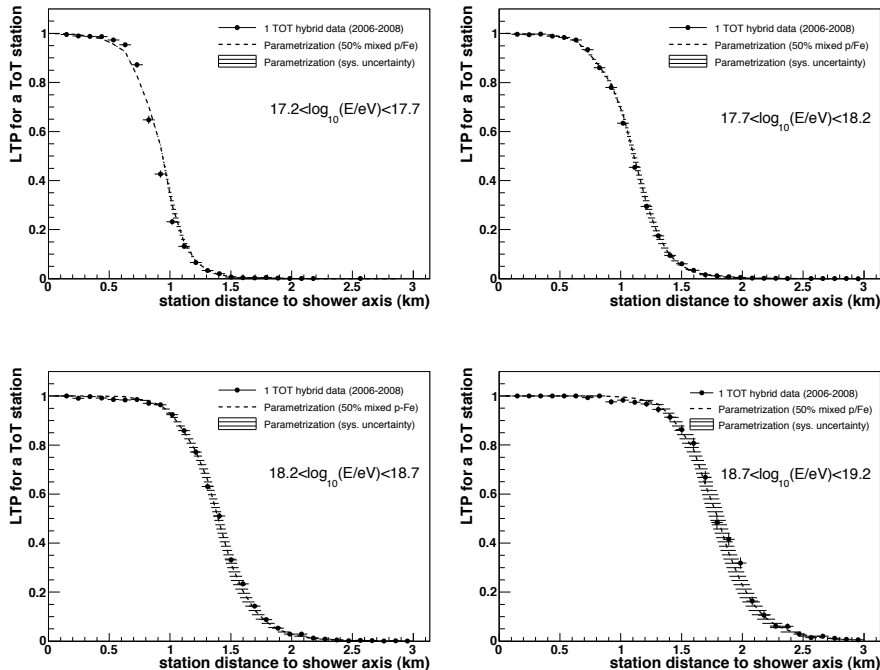 LTP for a ToT station
1
0.8
0.6
0.4
0.2
0
1 TOT hybrid data (2006-2008)
Parametrization (50% mixed p/Fe)
Parametrization (sys. uncertainty)
17.2<log10(E/eV)<17.7
0 0.5 1 1.5 2 2.5 3
station distance to shower axis (km)
LTP for a ToT station
1
0.8
0.6
0.4
0.2
0
1 TOT hybrid data (2006-2008)
Parametrization (50% mixed p/Fe)
Parametrization (sys. uncertainty)
17.7<log10(E/eV)<18.2
0 0.5 1 1.5 2 2.5 3
station distance to shower axis (km)
LTP for a ToT station
1
0.8
0.6
0.4
0.2
0
1 TOT hybrid data (2006-2008)
Parametrization (50% mixed p-Fe)
Parametrization (sys. uncertainty)
18.2<log10(E/eV)<18.7
0 0.5 1 1.5 2 2.5 3
station distance to shower axis (km)
LTP for a ToT station
1
0.8
0.6
0.4
0.2
0
1 TOT hybrid data (2006-2008)
Parametrization (50% mixed p/Fe)
Parametrization (sys. uncertainty)
18.7<log10(E/eV)<19.2
0 0.5 1 1.5 2 2.5 3
station distance to shower axis (km)